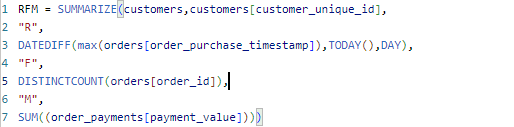 1 RFM = SUMMARIZE(customers,customers[customer_unique_id],
2 "R",
3 DATEDIFF(max(orders[order_purchase_timestamp]),TODAY(),DAY),
4 "F",
5 DISTINCTCOUNT(orders[order_id]),
6 "M",
7 SUM((order_payments[payment_value])))